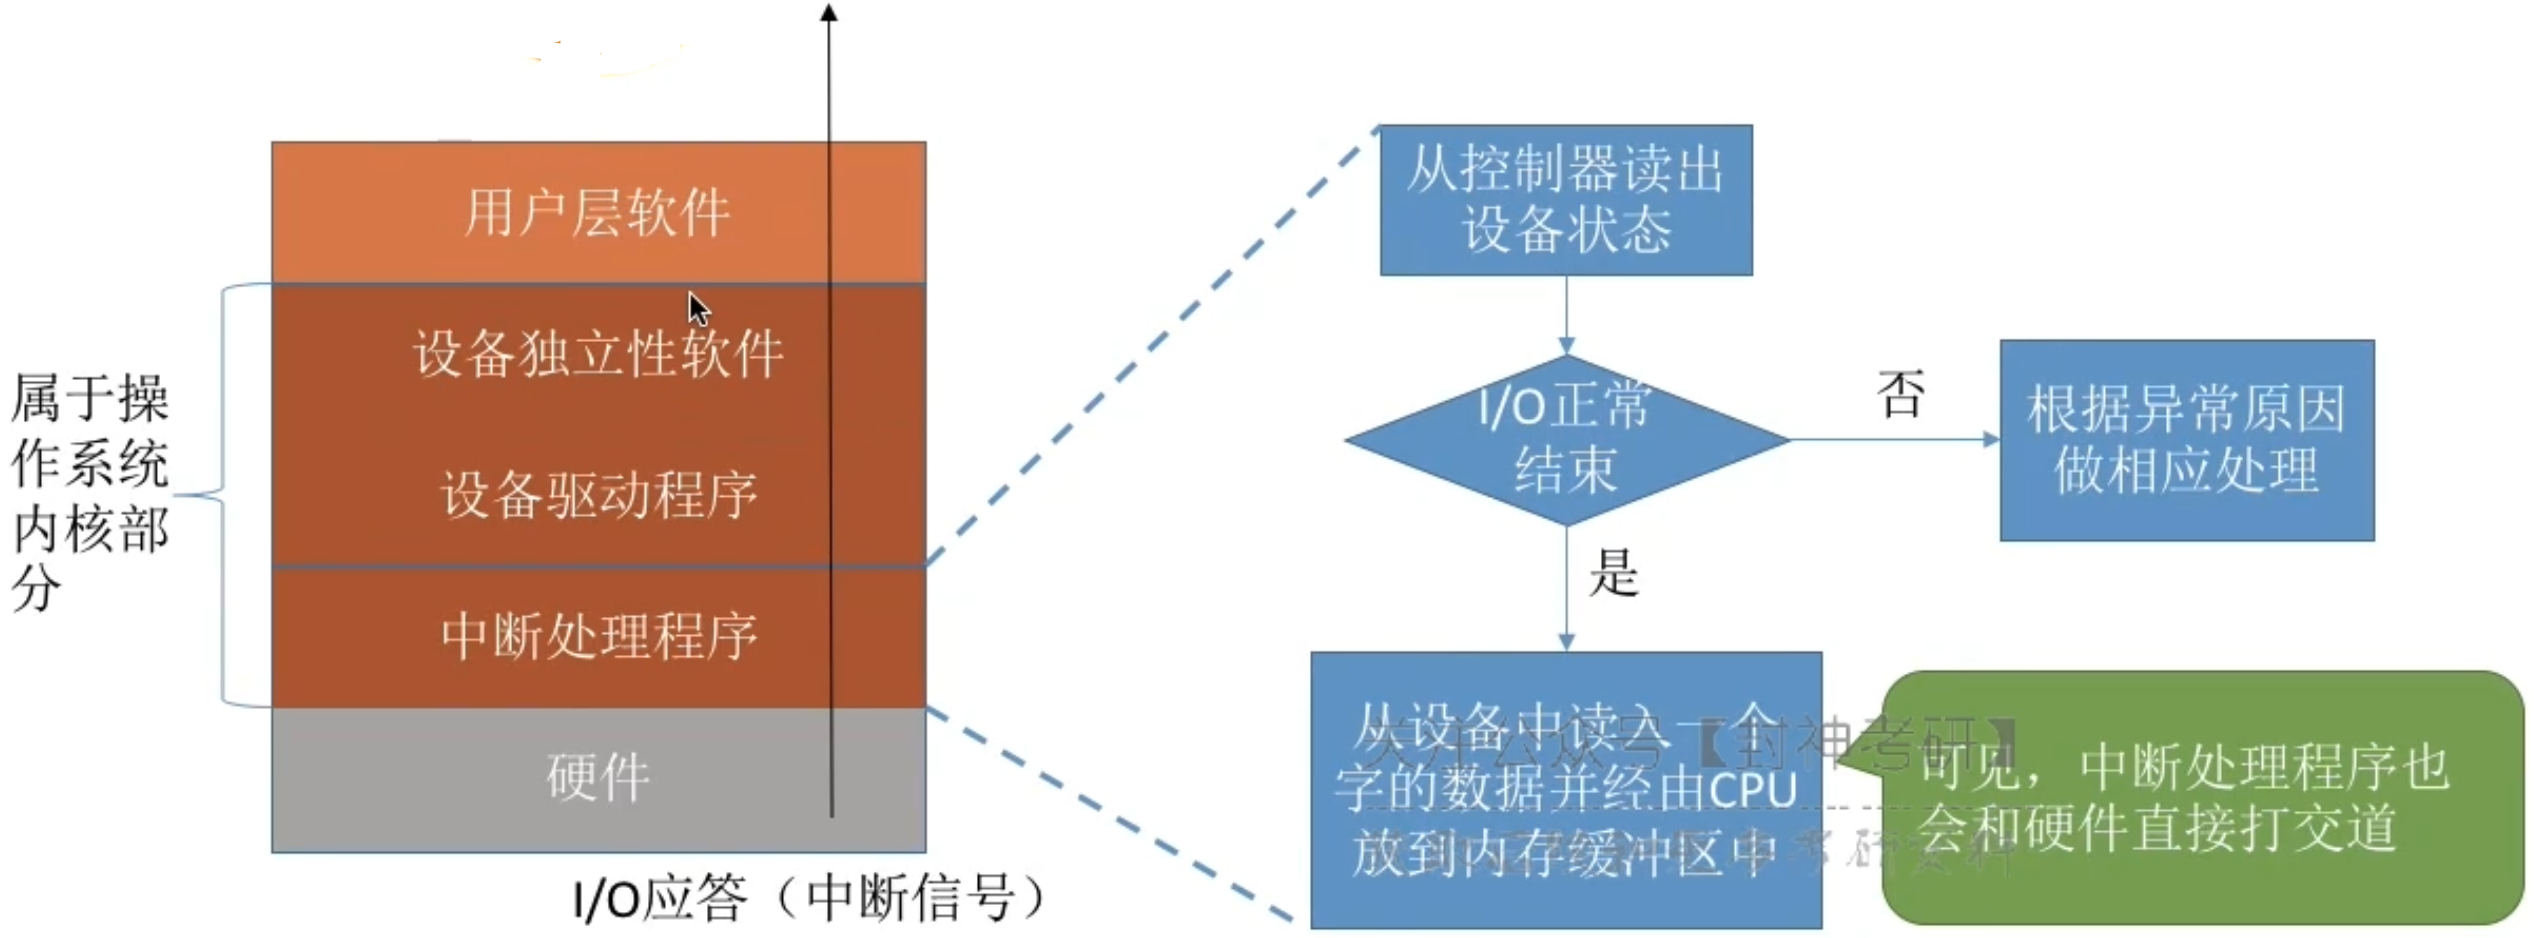 用户层软件
设备独立性软件
设备驱动程序
中断处理程序
硬件
属于操
作系统
内核部
分
I/O应答（中断信号）
从控制器读出
设备状态
I/O正常
结束
否
根据异常原因
做相应处理
是
从设备中读入一个
字的数据并经由CPU
放到内存缓冲区中
可见，中断处理程序也
会和硬件直接打交道
关注公众号【封神考研】